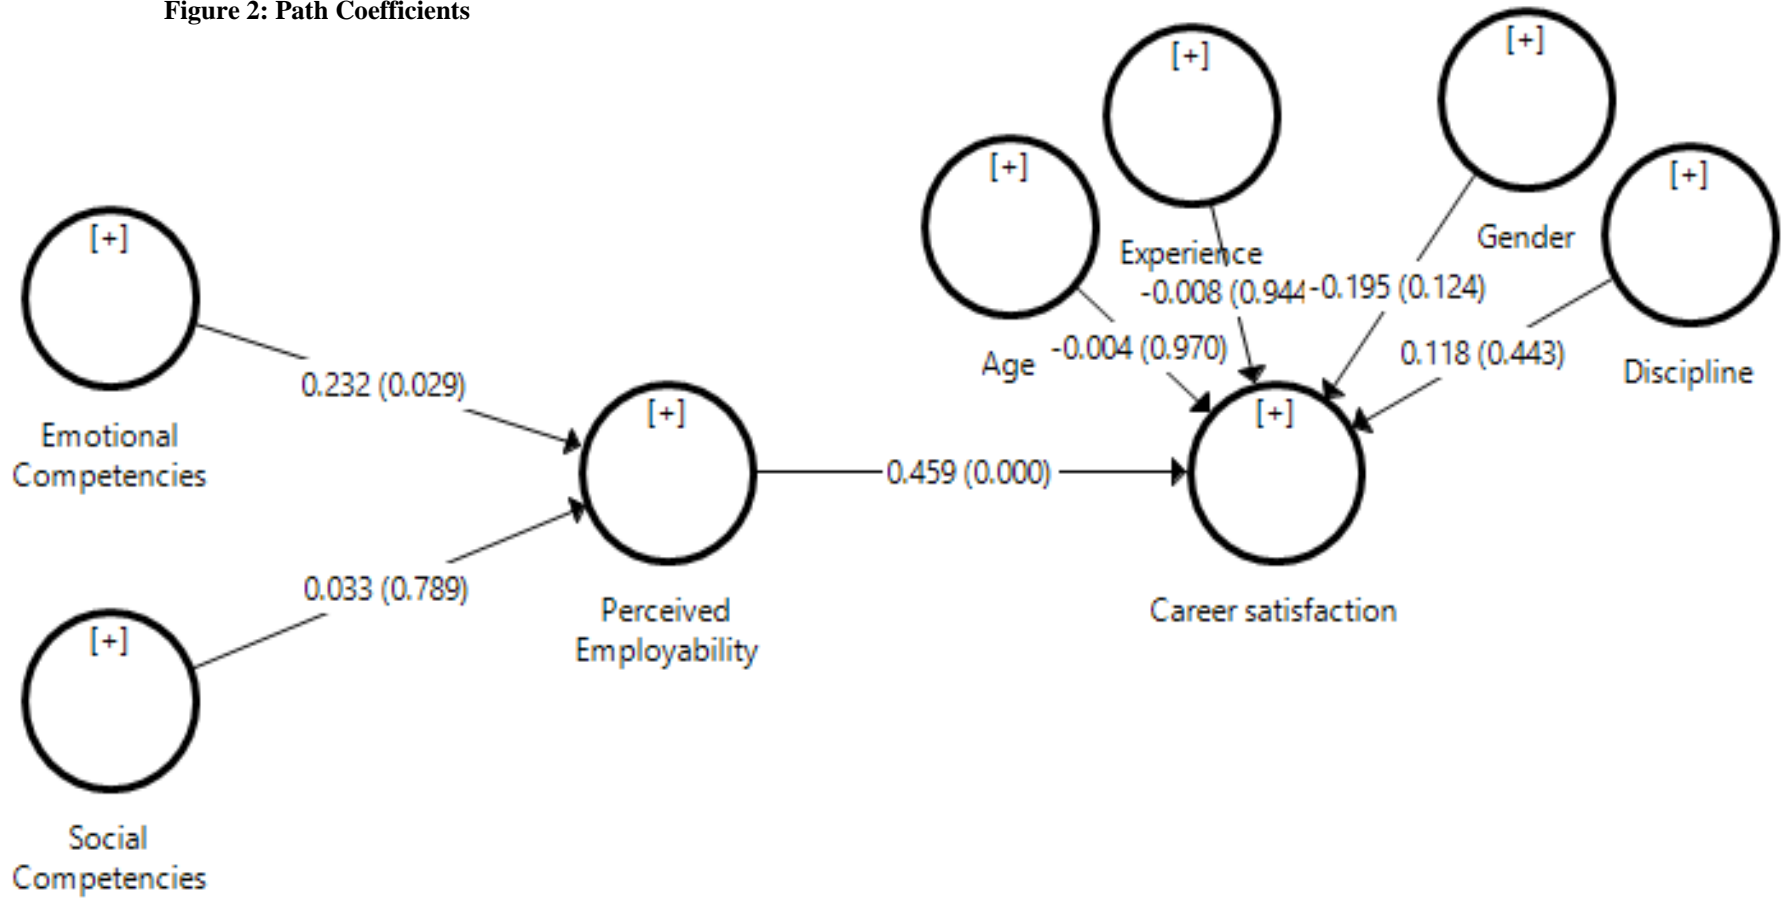 Figure 2: Path Coefficients
[+]
[+]
[+]
[+]
[+]
Experience
Gender
-0.008 (0.944
-0.195 (0.124)
Age
-0.004 (0.970)
0.118 (0.443)
Discipline
Emotional
Competencies
0.232 (0.029)
[+]
[+]
0.459 (0.000)
0.033 (0.789)
Perceived
Employability
Career satisfaction
[+]
Social
Competencies